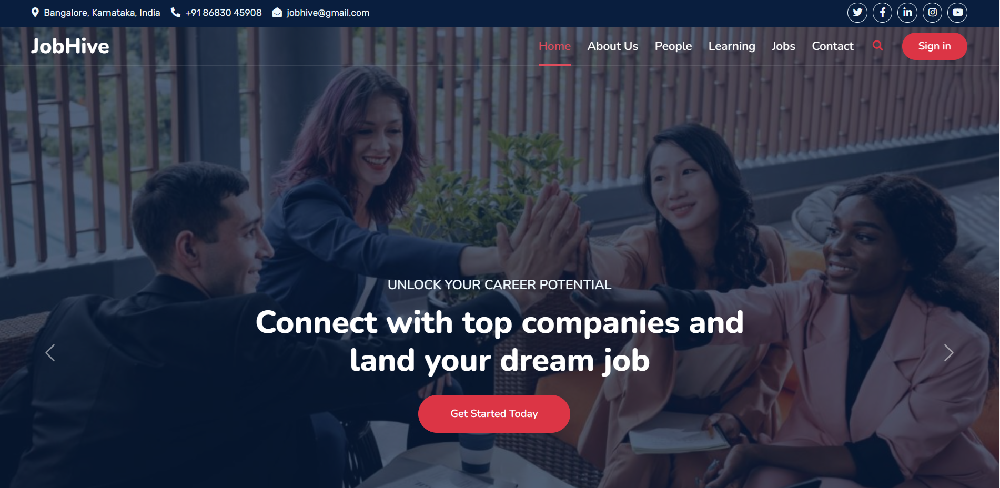 Bangalore, Karnataka, India +91 86830 45908 jobhive@gmail.com
JobHive Home About Us People Learning Jobs Contact Sign in
UNLOCK YOUR CAREER POTENTIAL
Connect with top companies and
land your dream job
Get Started Today